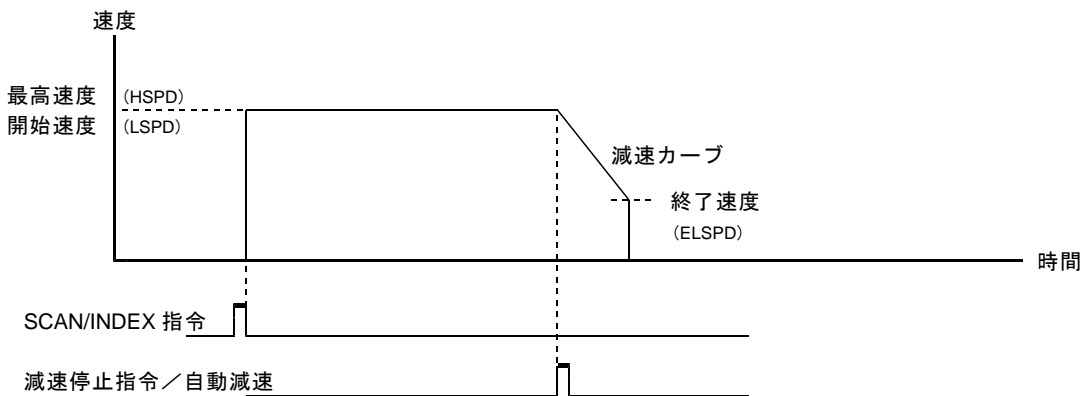 速度
最高速度 (HSPD)
開始速度 (LSPD)
減速カーブ
終了速度
(ELSPD)
時間
SCAN/INDEX 指令
減速停止指令／自動減速